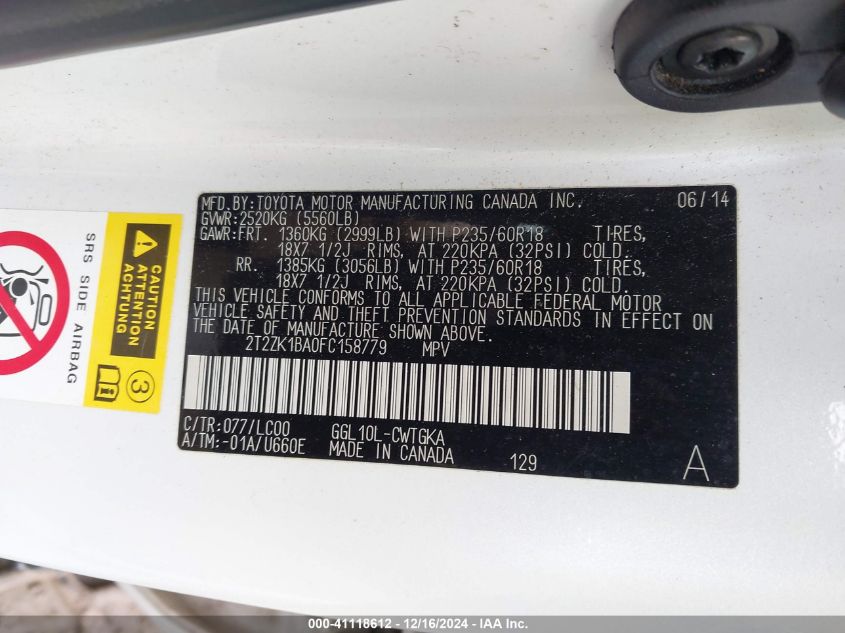 MFD.BY:TOYOTA MOTOR MANUFACTURING CANADA INC. 06/14
GVWR:2520KG (5560LB)
GAWR:FRT. 1360KG (2999LB) WITH P235/60R18 TIRES,
18X7 1/2J RIMS, AT 220KPA (32PSI) COLD.
RR. 1385KG (3056LB) WITH P235/60R18 TIRES,
18X7 1/2J RIMS, AT 220KPA (32PSI) COLD.
THIS VEHICLE CONFORMS TO ALL APPLICABLE FEDERAL MOTOR
VEHICLE SAFETY AND THEFT PREVENTION STANDARDS IN EFFECT ON
THE DATE OF MANUFACTURE SHOWN ABOVE.
2T2ZK1BA0FC158779 MPV
C/TR:077/LC00 GGL10L-CWTGKA
A/TM:-01A/U660E MADE IN CANADA 129 A
SRS SIDE AIRBAG
CAUTION
ATTENTION
ACHTUNG
3
000-41118612 - 12/16/2024 - IAA Inc.